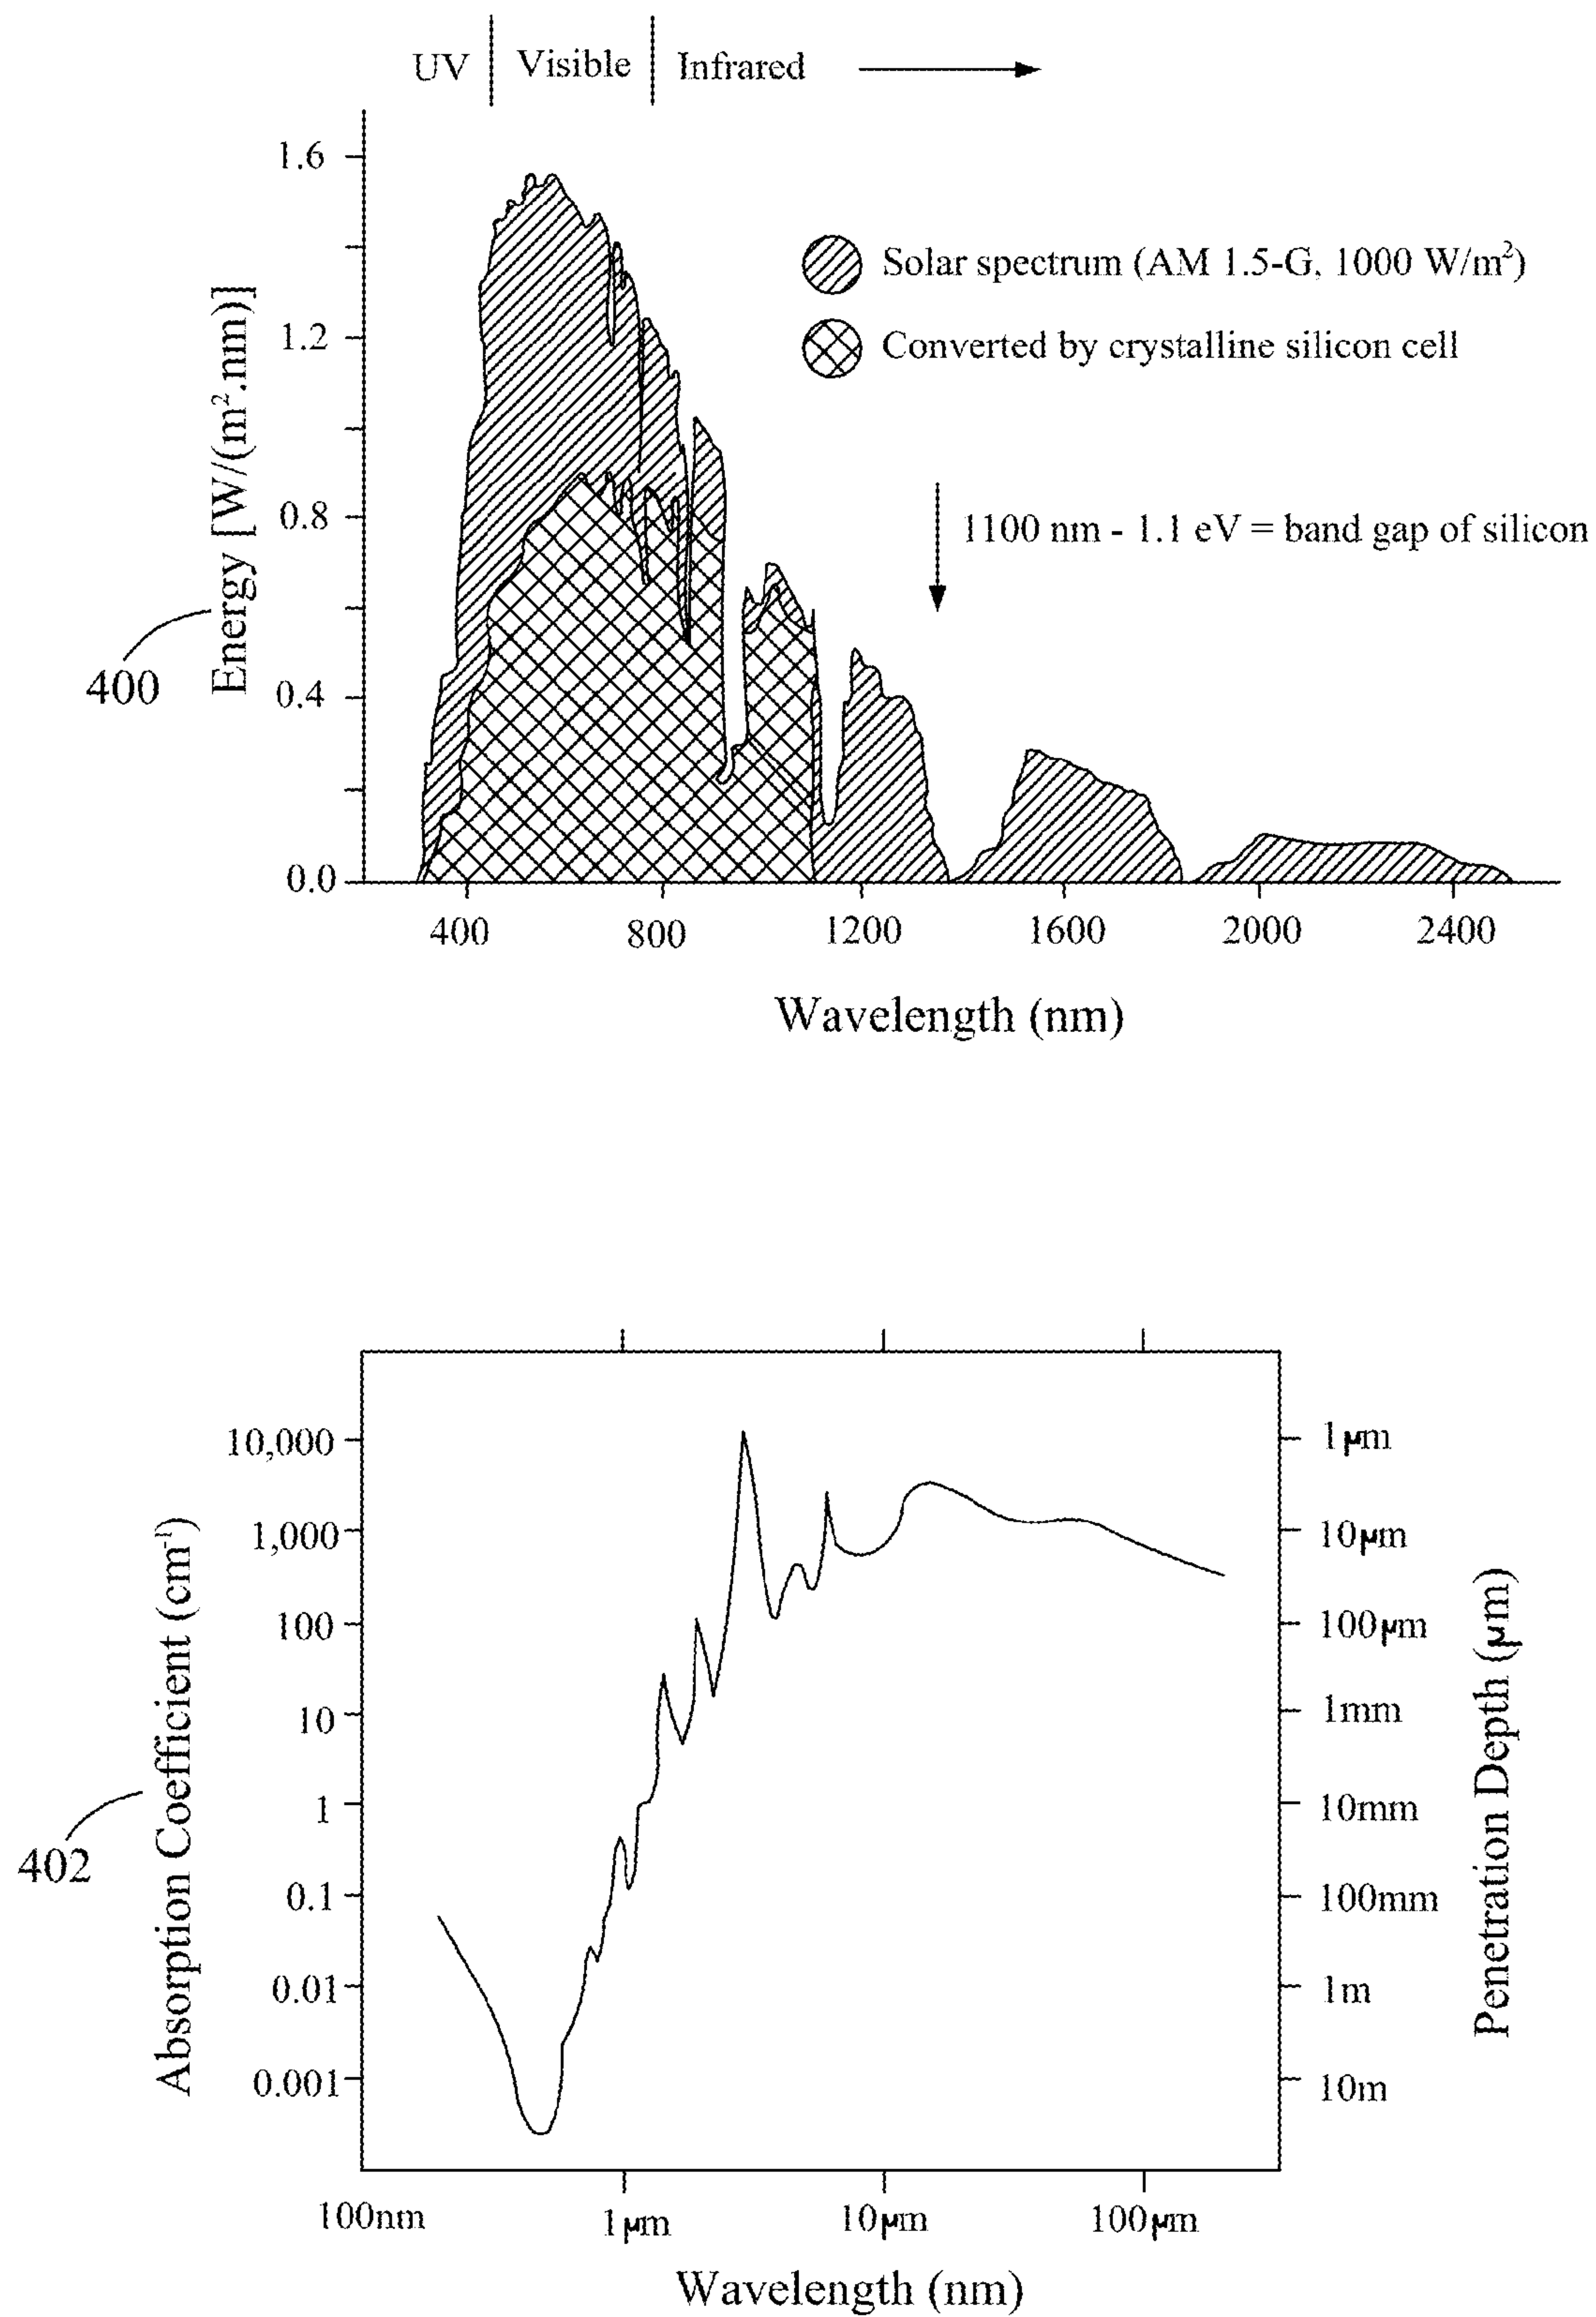 UV Visible Infrared
1.6
1.2
0.8
0.4
0.0
Energy [W/(m².nm)]
400
Solar spectrum (AM 1.5-G, 1000 W/m²)
Converted by crystalline silicon cell
1100 nm - 1.1 eV = band gap of silicon
400 800 1200 1600 2000 2400
Wavelength (nm)
10,000
1,000
100
10
1
0.1
0.01
0.001
Absorption Coefficient (cm⁻¹)
402
1μm
10μm
100μm
1mm
10mm
100mm
1m
10m
Penetration Depth (μm)
100nm 1μm 10μm 100μm
Wavelength (nm)